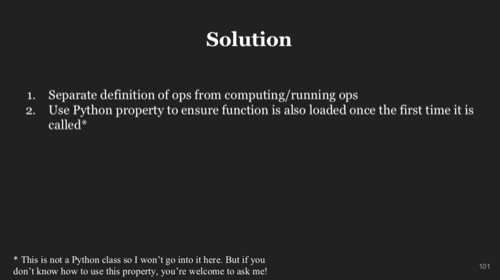 Solution
1. Separate definition of ops from computing/running ops
2. Use Python property to ensure function is also loaded once the first time it is
called*
* This is not a Python class so I won't go into it here. But if you
don't know how to use this property, you're welcome to ask me!
101